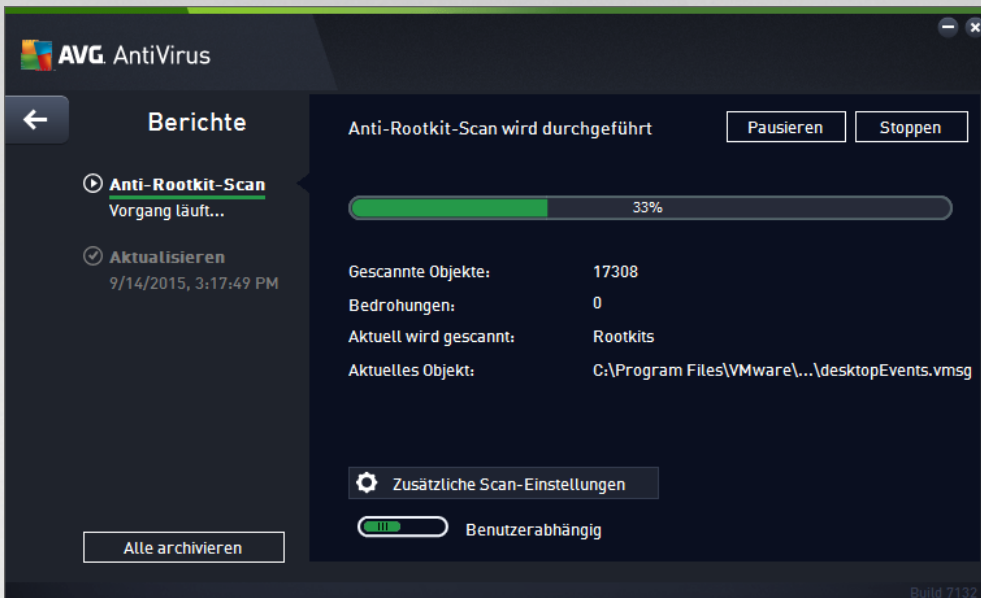 AVG. AntiVirus
Berichte
Anti-Rootkit-Scan
Vorgang läuft...
Aktualisieren
9/14/2015, 3:17:49 PM
Alle archivieren
Anti-Rootkit-Scan wird durchgeführt
Pausieren
Stoppen
33%
Gescannte Objekte: 17308
Bedrohungen: 0
Aktuell wird gescannt: Rootkits
Aktuelles Objekt: C:\Program Files\VMware\...\desktopEvents.vmsg
Zusätzliche Scan-Einstellungen
Benutzerabhängig
Build 7132